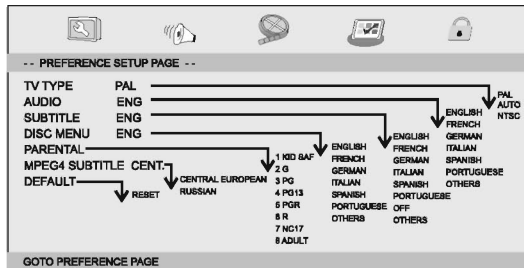 -- PREFERENCE SETUP PAGE --
TV TYPE PAL
AUDIO ENG
SUBTITLE ENG
DISC MENU ENG
PARENTAL
MPEG4 SUBTITLE CENT.
DEFAULT
RESET
CENTRAL EUROPEAN
RUSSIAN
1 KID SAF
2 G
3 PG
4 PG13
5 PGR
6 R
7 NC17
8 ADULT
ENGLISH
FRENCH
GERMAN
ITALIAN
SPANISH
PORTUGUESE
OTHERS
ENGLISH
FRENCH
GERMAN
ITALIAN
SPANISH
PORTUGUESE
OFF
OTHERS
ENGLISH
FRENCH
GERMAN
ITALIAN
SPANISH
PORTUGUESE
OTHERS
PAL
AUTO
NTSC
GOTO PREFERENCE PAGE